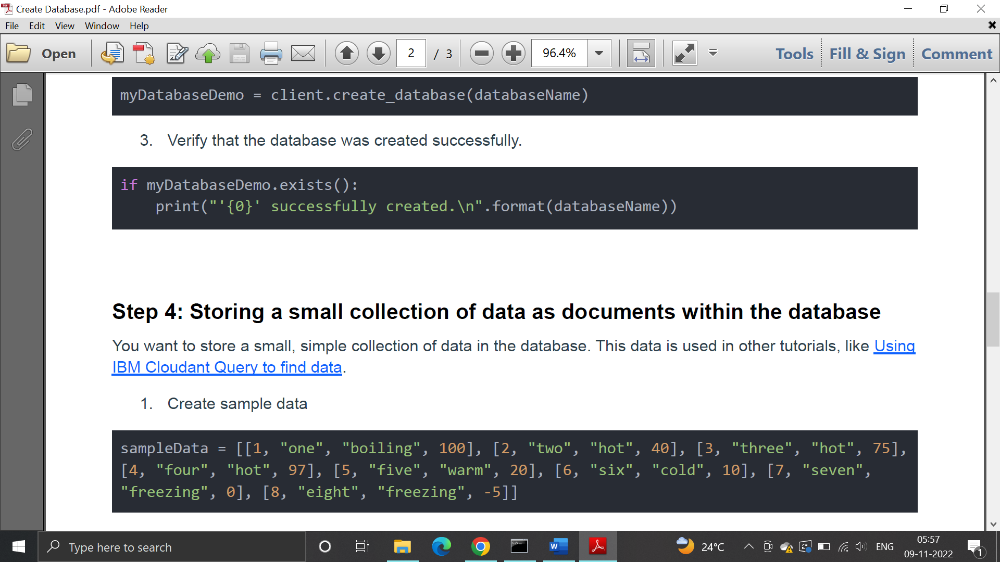 Create Database.pdf - Adobe Reader
File Edit View Window Help
Open 2 / 3 96.4% Tools Fill & Sign Comment
myDatabaseDemo = client.create_database(databaseName)
3. Verify that the database was created successfully.
if myDatabaseDemo.exists():
print("'{0}' successfully created.\n".format(databaseName))
Step 4: Storing a small collection of data as documents within the database
You want to store a small, simple collection of data in the database. This data is used in other tutorials, like Using
IBM Cloudant Query to find data.
1. Create sample data
sampleData = [[1, "one", "boiling", 100], [2, "two", "hot", 40], [3, "three", "hot", 75],
[4, "four", "hot", 97], [5, "five", "warm", 20], [6, "six", "cold", 10], [7, "seven",
"freezing", 0], [8, "eight", "freezing", -5]]
Type here to search
24°C
ENG
05:57
09-11-2022
1